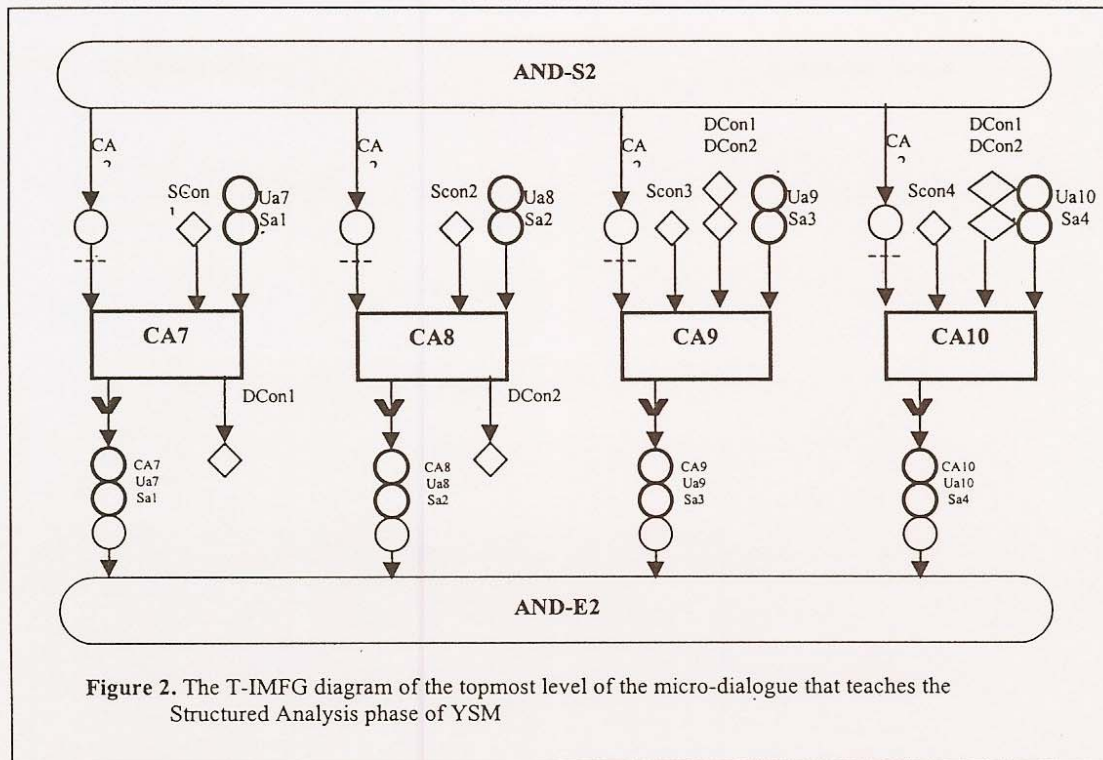 AND-S2
CA
CA
CA
CA
DCon1
DCon2
DCon1
DCon2
SCon
Ua7
Sa1
Scon2
Ua8
Sa2
Scon3
Ua9
Sa3
Scon4
Ua10
Sa4
CA7
CA8
CA9
CA10
DCon1
DCon2
CA7
Ua7
Sa1
CA8
Ua8
Sa2
CA9
Ua9
Sa3
CA10
Ua10
Sa4
AND-E2
Figure 2. The T-IMFG diagram of the topmost level of the micro-dialogue that teaches the
Structured Analysis phase of YSM